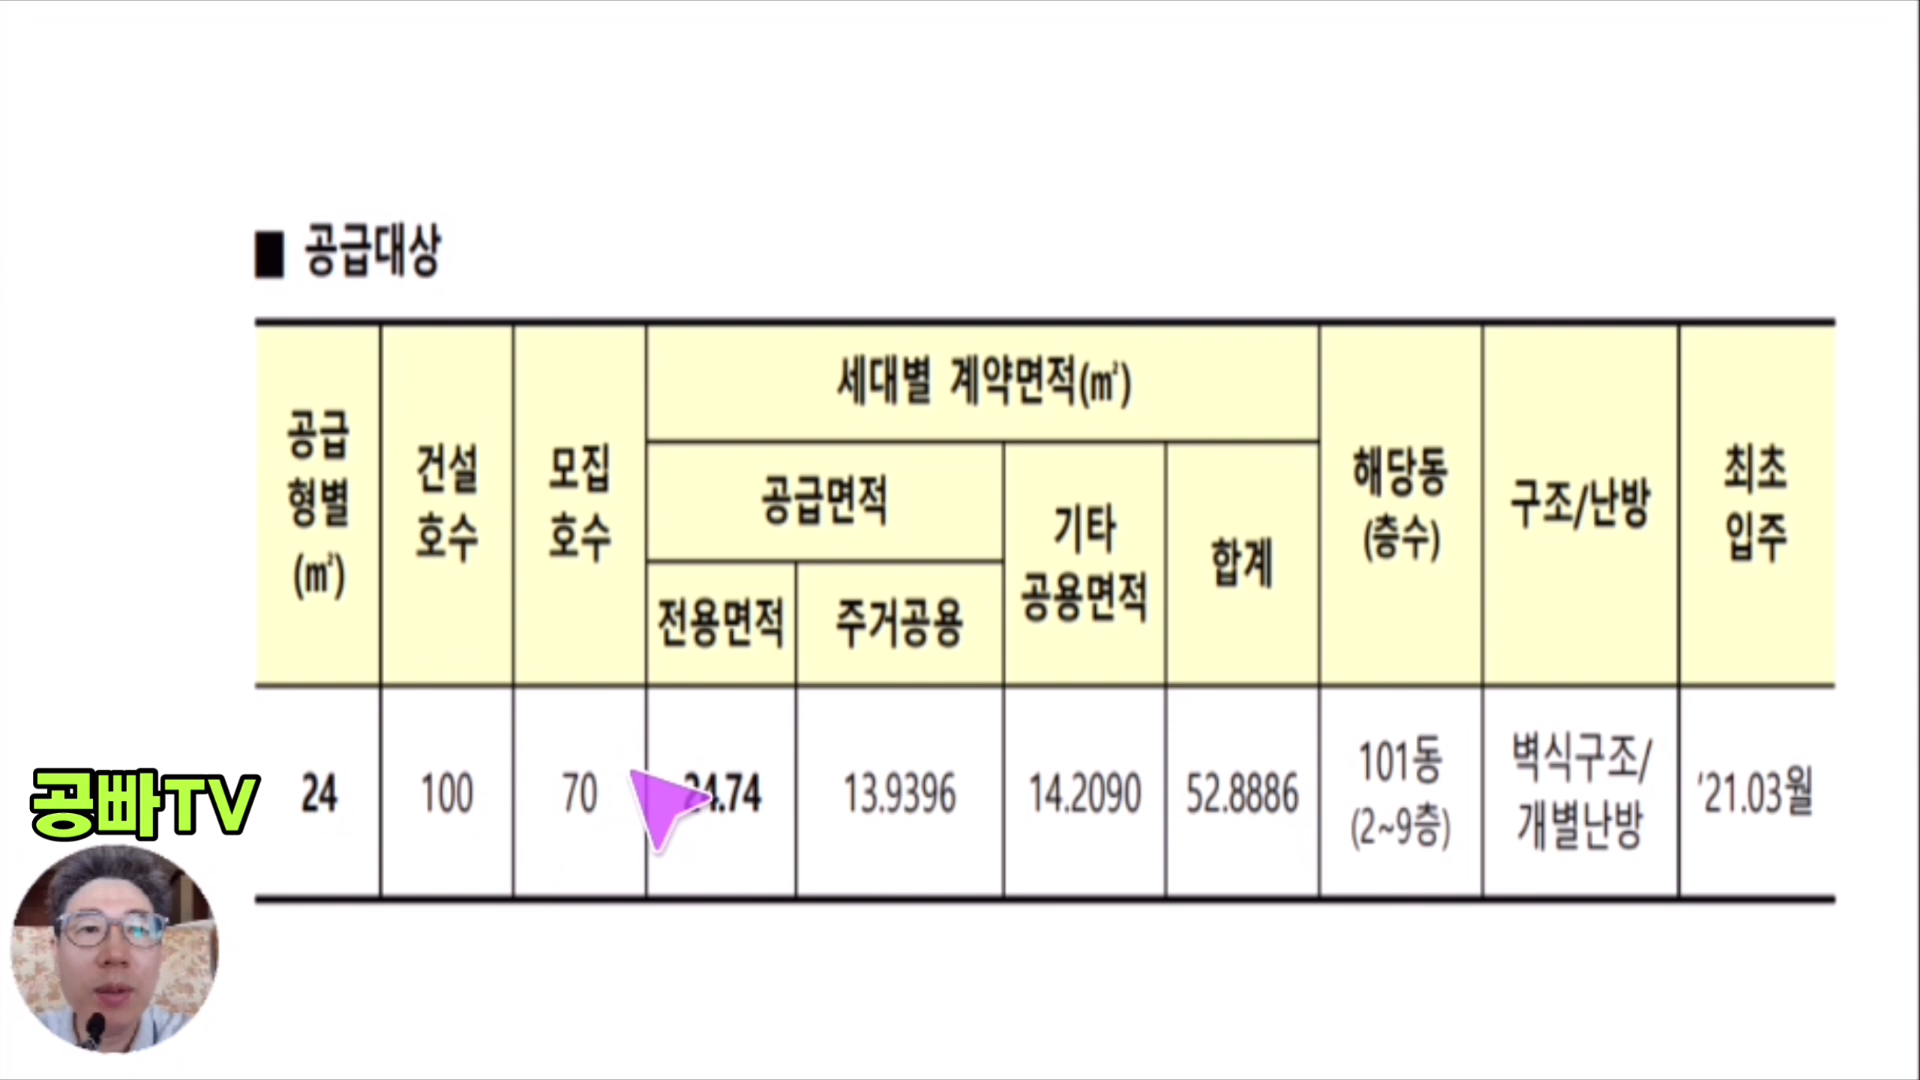 ■ 공급대상
공급
형별
(㎡)
건설
호수
모집
호수
세대별 계약면적(㎡)
공급면적
전용면적
주거공용
기타
공용면적
합계
해당동
(층수)
구조/난방
최초
입주
24
100
70
24.74
13.9396
14.2090
52.8886
101동
(2~9층)
벽식구조/
개별난방
'21.03월
공빠TV